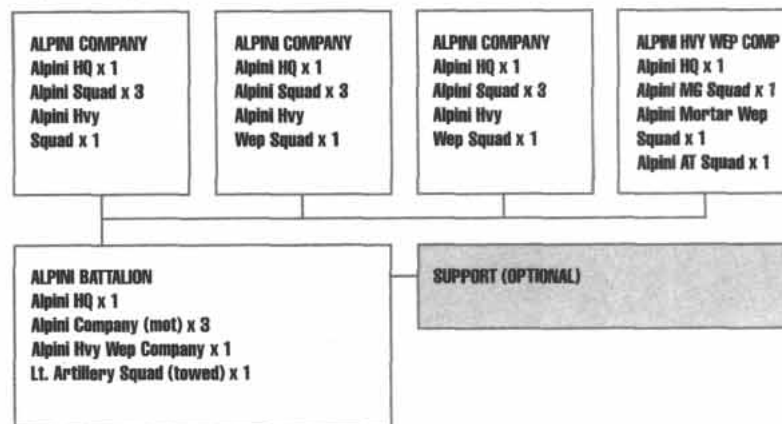 ALPINI COMPANY
Alpini HQ x 1
Alpini Squad x 3
Alpini Hvy
Squad x 1
ALPINI COMPANY
Alpini HQ x 1
Alpini Squad x 3
Alpini Hvy
Wep Squad x 1
ALPINI COMPANY
Alpini HQ x 1
Alpini Squad x 3
Alpini Hvy
Wep Squad x 1
ALPINI HVY WEP COMP
Alpini HQ x 1
Alpini MG Squad x 1
Alpini Mortar Wep
Squad x 1
Alpini AT Squad x 1
ALPINI BATTALION
Alpini HQ x 1
Alpini Company (mot) x 3
Alpini Hvy Wep Company x 1
Lt. Artillery Squad (towed) x 1
SUPPORT (OPTIONAL)